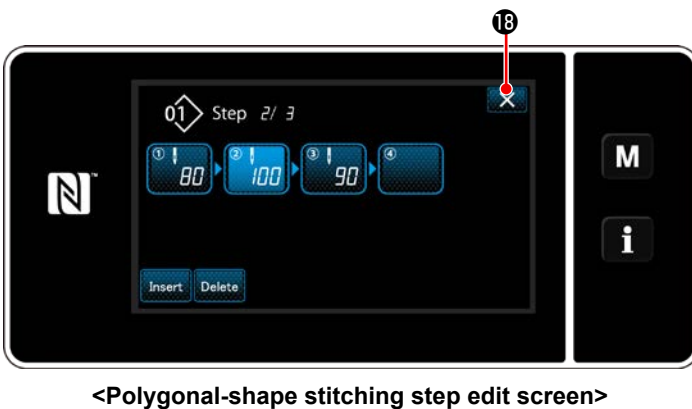 ⓲
01 Step 2/ 3
① 80 ② 100 ③ 90 ④
M
N™
i
Insert Delete
<Polygonal-shape stitching step edit screen>